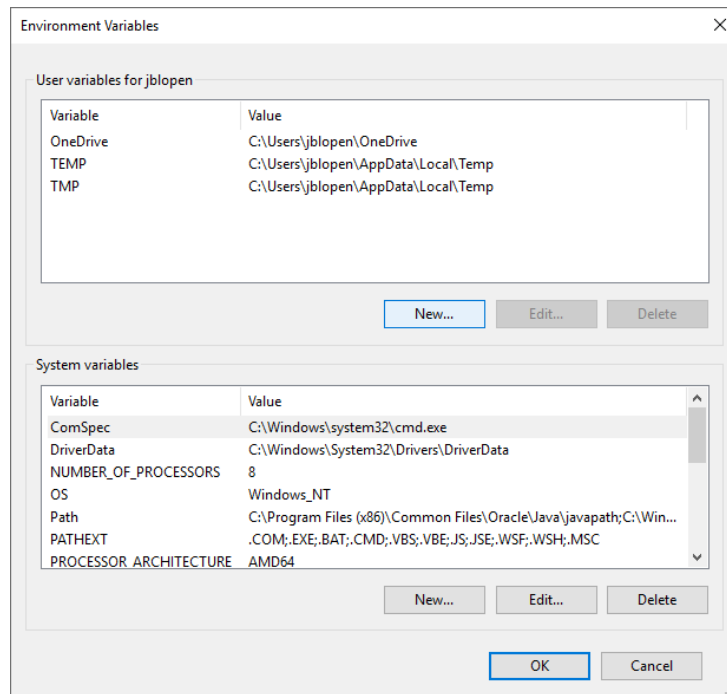 Environment Variables
User variables for jblopen
Variable Value
OneDrive C:\Users\jblopen\OneDrive
TEMP C:\Users\jblopen\AppData\Local\Temp
TMP C:\Users\jblopen\AppData\Local\Temp
New... Edit... Delete
System variables
Variable Value
ComSpec C:\Windows\system32\cmd.exe
DriverData C:\Windows\System32\Drivers\DriverData
NUMBER_OF_PROCESSORS 8
OS Windows_NT
Path C:\Program Files (x86)\Common Files\Oracle\Java\javapath;C:\Win...
PATHEXT .COM;.EXE;.BAT;.CMD;.VBS;.VBE;.JS;.JSE;.WSF;.WSH;.MSC
PROCESSOR_ARCHITECTURE AMD64
New... Edit... Delete
OK Cancel